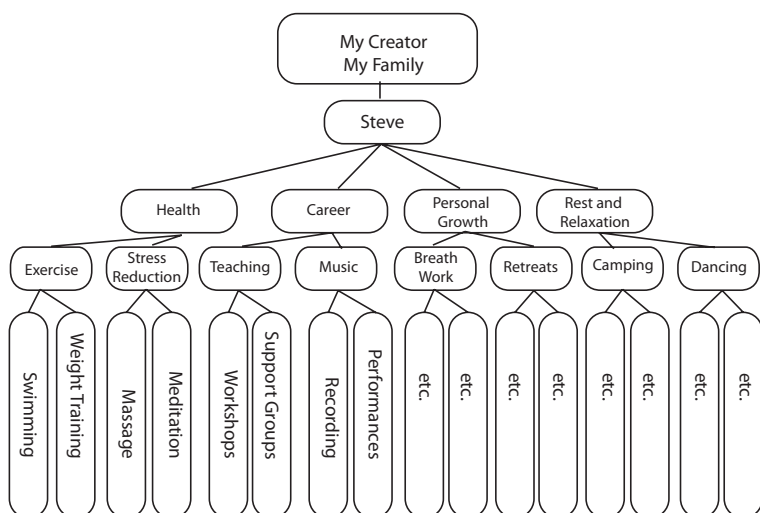 My Creator
My Family
Steve
Health
Career
Personal
Growth
Rest and
Relaxation
Exercise
Stress
Reduction
Teaching
Music
Breath
Work
Retreats
Camping
Dancing
Swimming
Weight Training
Massage
Meditation
Workshops
Support Groups
Recording
Performances
etc.
etc.
etc.
etc.
etc.
etc.
etc.
etc.